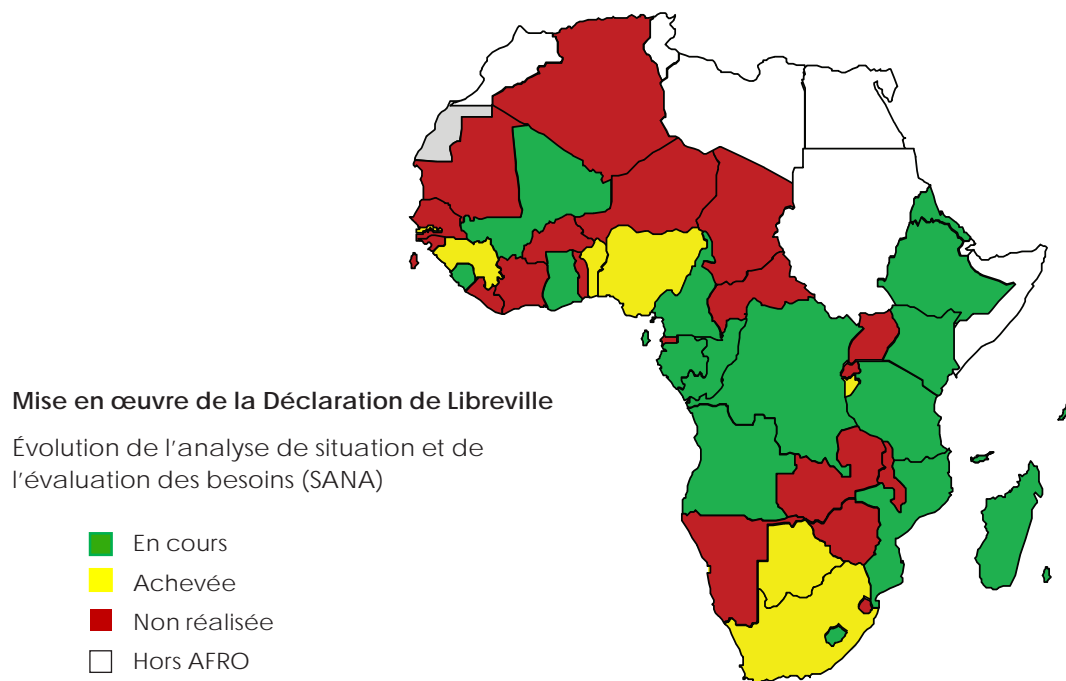 Mise en œuvre de la Déclaration de Libreville
Évolution de l'analyse de situation et de
l'évaluation des besoins (SANA)
En cours
Achevée
Non réalisée
Hors AFRO